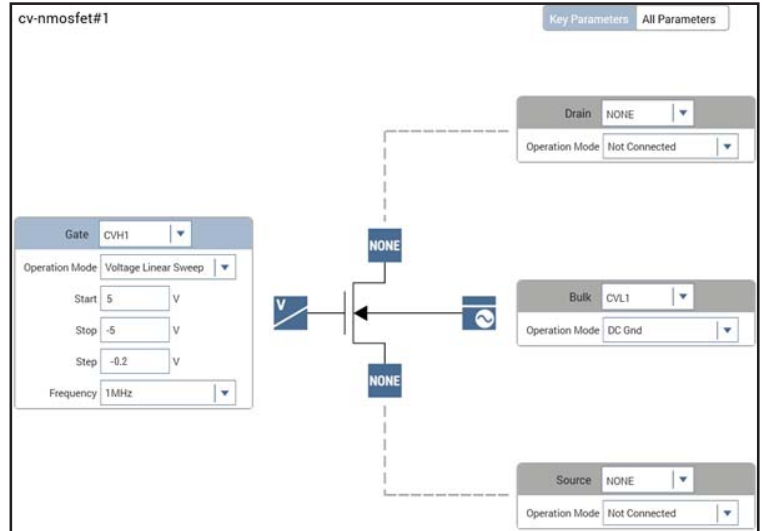 cv-nmosfet#1
Key Parameters All Parameters
Drain NONE
Operation Mode Not Connected
Gate CVH1
Operation Mode Voltage Linear Sweep
Start 5 V
Stop -5 V
Step -0.2 V
Frequency 1MHz
NONE
V
NONE
Bulk CVL1
Operation Mode DC Gnd
Source NONE
Operation Mode Not Connected